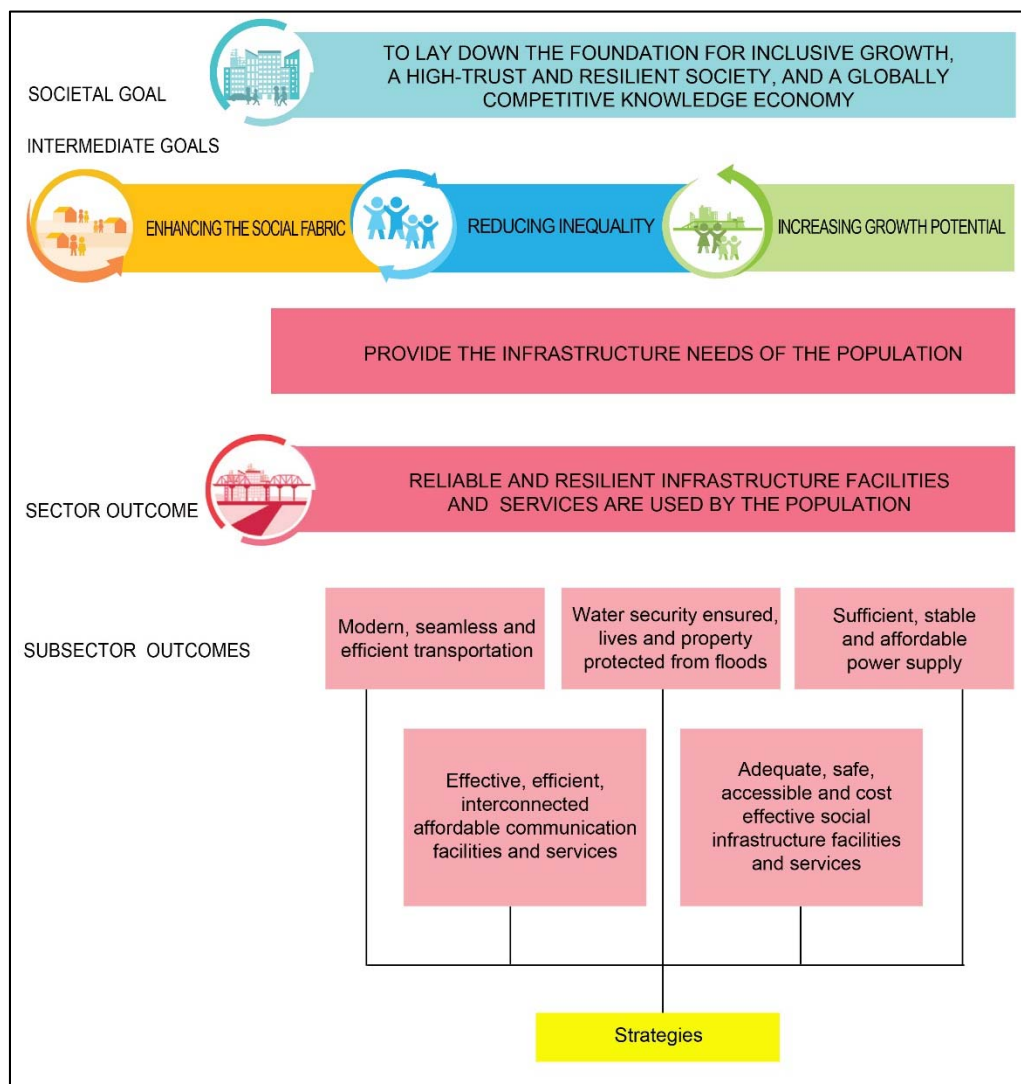 TO LAY DOWN THE FOUNDATION FOR INCLUSIVE GROWTH,
A HIGH-TRUST AND RESILIENT SOCIETY, AND A GLOBALLY
COMPETITIVE KNOWLEDGE ECONOMY
SOCIETAL GOAL
INTERMEDIATE GOALS
ENHANCING THE SOCIAL FABRIC
REDUCING INEQUALITY
INCREASING GROWTH POTENTIAL
PROVIDE THE INFRASTRUCTURE NEEDS OF THE POPULATION
RELIABLE AND RESILIENT INFRASTRUCTURE FACILITIES
AND SERVICES ARE USED BY THE POPULATION
SECTOR OUTCOME
SUBSECTOR OUTCOMES
Modern, seamless and
efficient transportation
Water security ensured,
lives and property
protected from floods
Sufficient, stable
and affordable
power supply
Effective, efficient,
interconnected
affordable communication
facilities and services
Adequate, safe,
accessible and cost
effective social
infrastructure facilities
and services
Strategies